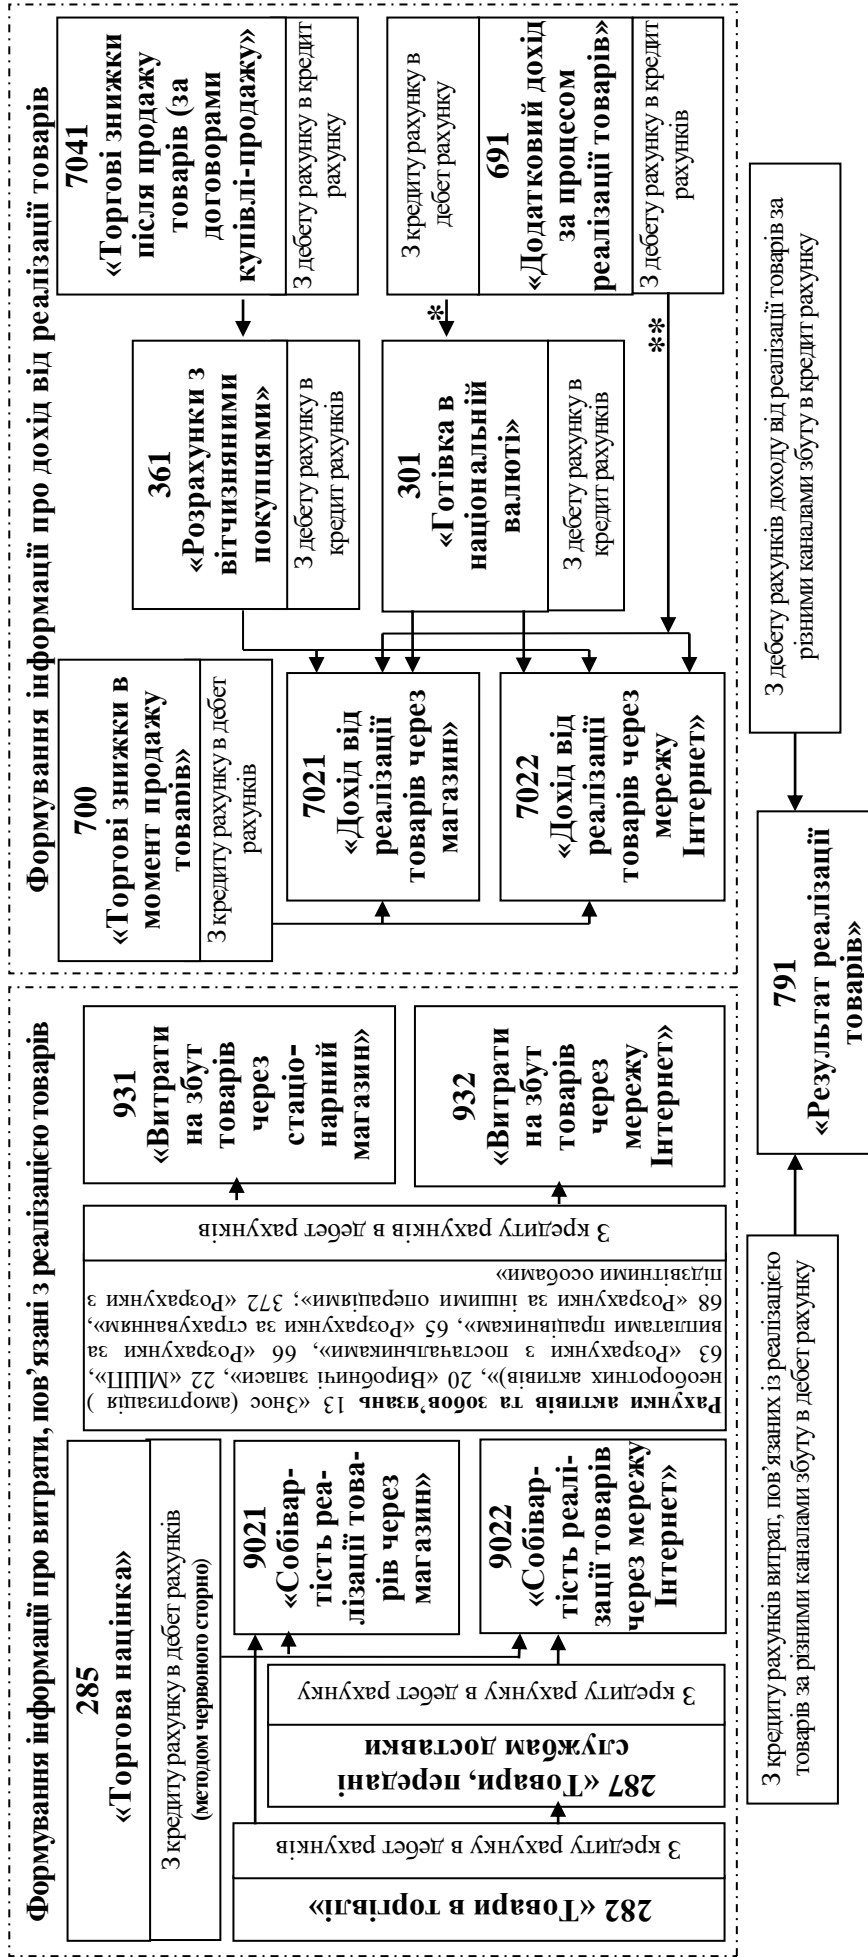 Формування інформації про витрати, пов’язані з реалізацією товарів
285
«Торгова націнка»
З кредиту рахунку в дебет рахунків
(методом червоного сторно)
282 «Товари в торгівлі»
З кредиту рахунку в дебет рахунків
287 «Товари, передані
службам доставки
З кредиту рахунку в дебет рахунку
9021
«Собівар-
тість реа-
лізації това-
рів через
магазин»
9022
«Собівар-
тість реалі-
зації товарів
через мережу
Інтернет»
Рахунки активів та зобов’язань 13 «Знос (амортизація )
необоротних активів)», 20 «Виробничі запаси», 22 «МШП»,
63 «Розрахунки з постачальниками», 66 «Розрахунки за
виплатами працівникам», 65 «Розрахунки за страхуванням»,
68 «Розрахунки за іншими операціями»; 372 «Розрахунки з
підзвітними особами»
З кредиту рахунків в дебет рахунків
931
«Витрати
на збут
товарів
через
стаціо-
нарний
магазин»
932
«Витрати
на збут
товарів
через
мережу
Інтернет»
Формування інформації про дохід від реалізації товарів
700
«Торгові знижки в
момент продажу
товарів»
З кредиту рахунку в дебет
рахунків
7021
«Дохід від
реалізації
товарів через
магазин»
7022
«Дохід від
реалізації
товарів через
мережу
Інтернет»
361
«Розрахунки з
вітчизняними
покупцями»
З дебету рахунку в
кредит рахунків
301
«Готівка в
національній
валюті»
З дебету рахунку в
кредит рахунків
7041
«Торгові знижки
після продажу
товарів (за
договорами
купівлі-продажу»
З дебету рахунку в кредит
рахунку
*
З кредиту рахунку в
дебет рахунку
691
«Додатковий дохід
за процесом
реалізації товарів»
З дебету рахунку в кредит
рахунків
**
З кредиту рахунків витрат, пов’язаних із реалізацією
товарів за різними каналами збуту в дебет рахунку
791
«Результат реалізації
товарів»
З дебету рахунків доходу від реалізації товарів за
різними каналами збуту в кредит рахунку